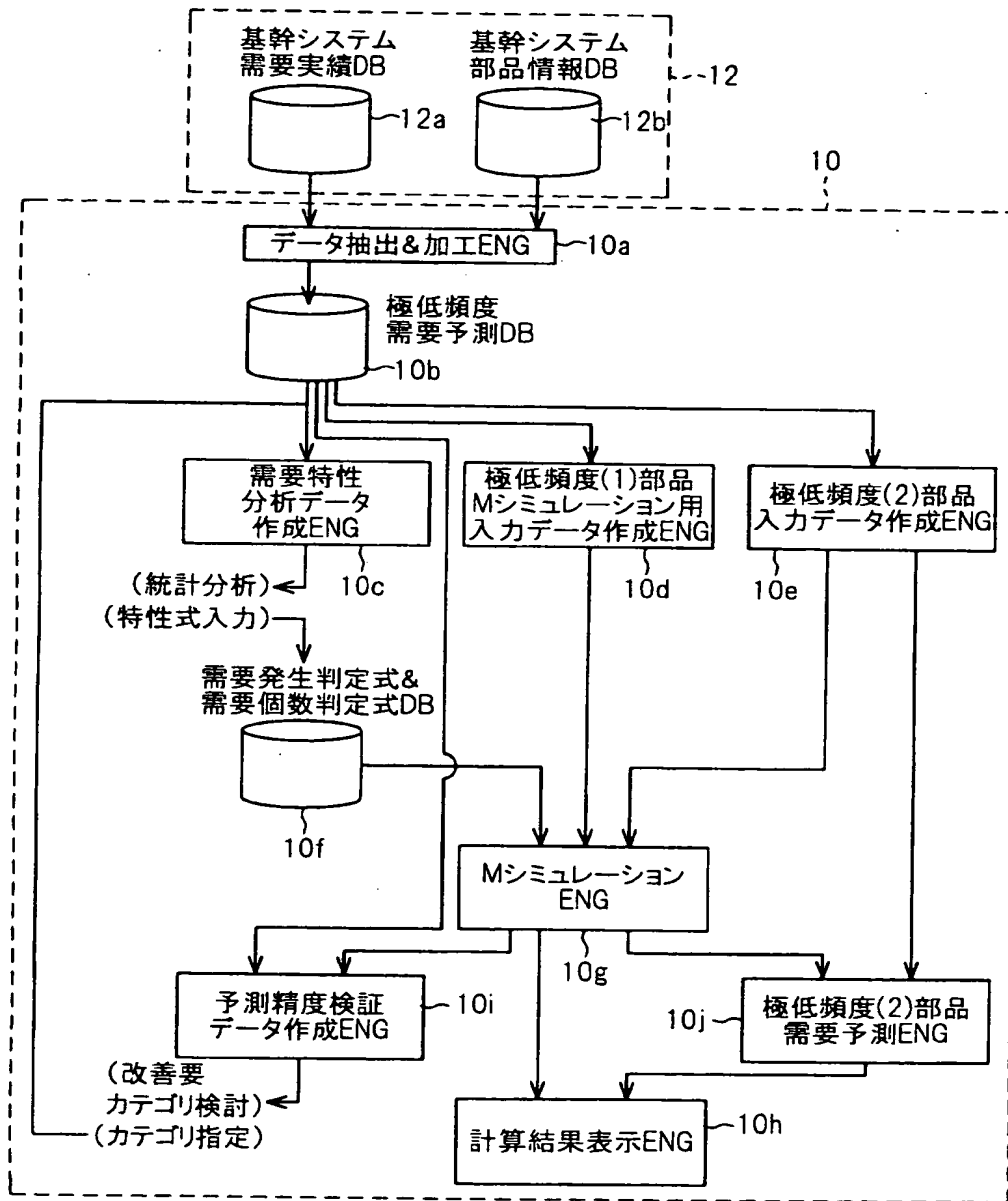 基幹システム
需要実績DB
基幹システム
部品情報DB
12
12a
12b
10
データ抽出&加工ENG
10a
極低頻度
需要予測DB
10b
需要特性
分析データ
作成ENG
10c
極低頻度(1)部品
Mシミュレーション用
入力データ作成ENG
10d
極低頻度(2)部品
入力データ作成ENG
10e
(統計分析)
(特性式入力)
需要発生判定式&
需要個数判定式DB
10f
Mシミュレーション
ENG
10g
予測精度検証
データ作成ENG
10i
極低頻度(2)部品
需要予測ENG
10j
(改善要
カテゴリ検討)
(カテゴリ指定)
計算結果表示ENG
10h